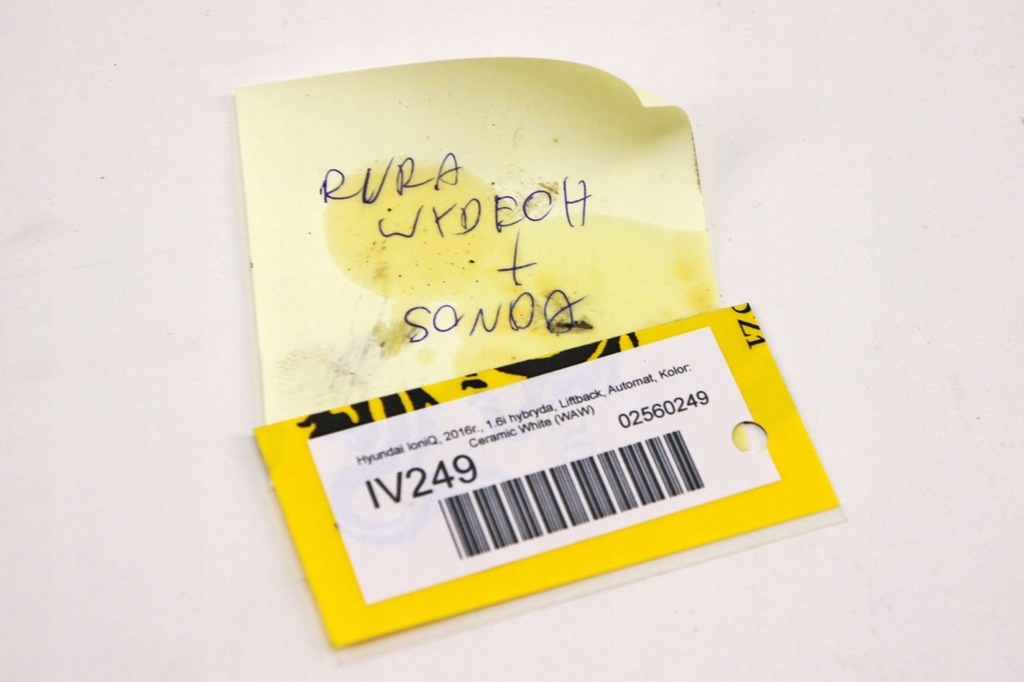 RURA
WYDECH
+
SONDA
Hyundai IoniQ, 2016r., 1.6i hybryda, Liftback, Automat, Kolor:
Ceramic White (WAW)
IV249
02560249